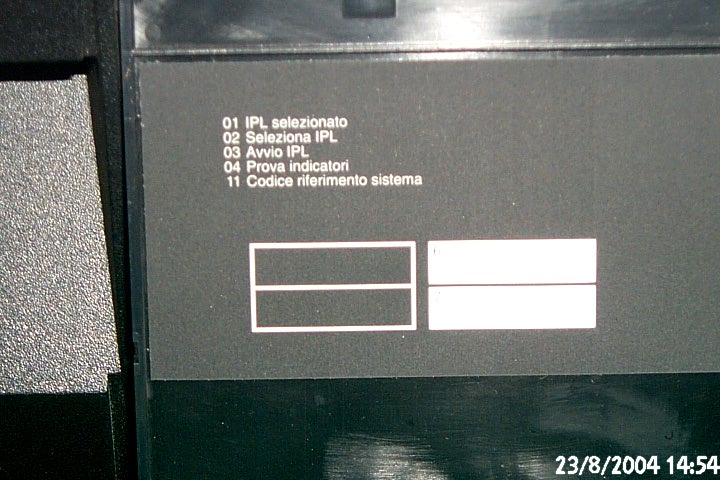 01 IPL selezionato
02 Seleziona IPL
03 Avvio IPL
04 Prova indicatori
11 Codice riferimento sistema
23/8/2004 14:54